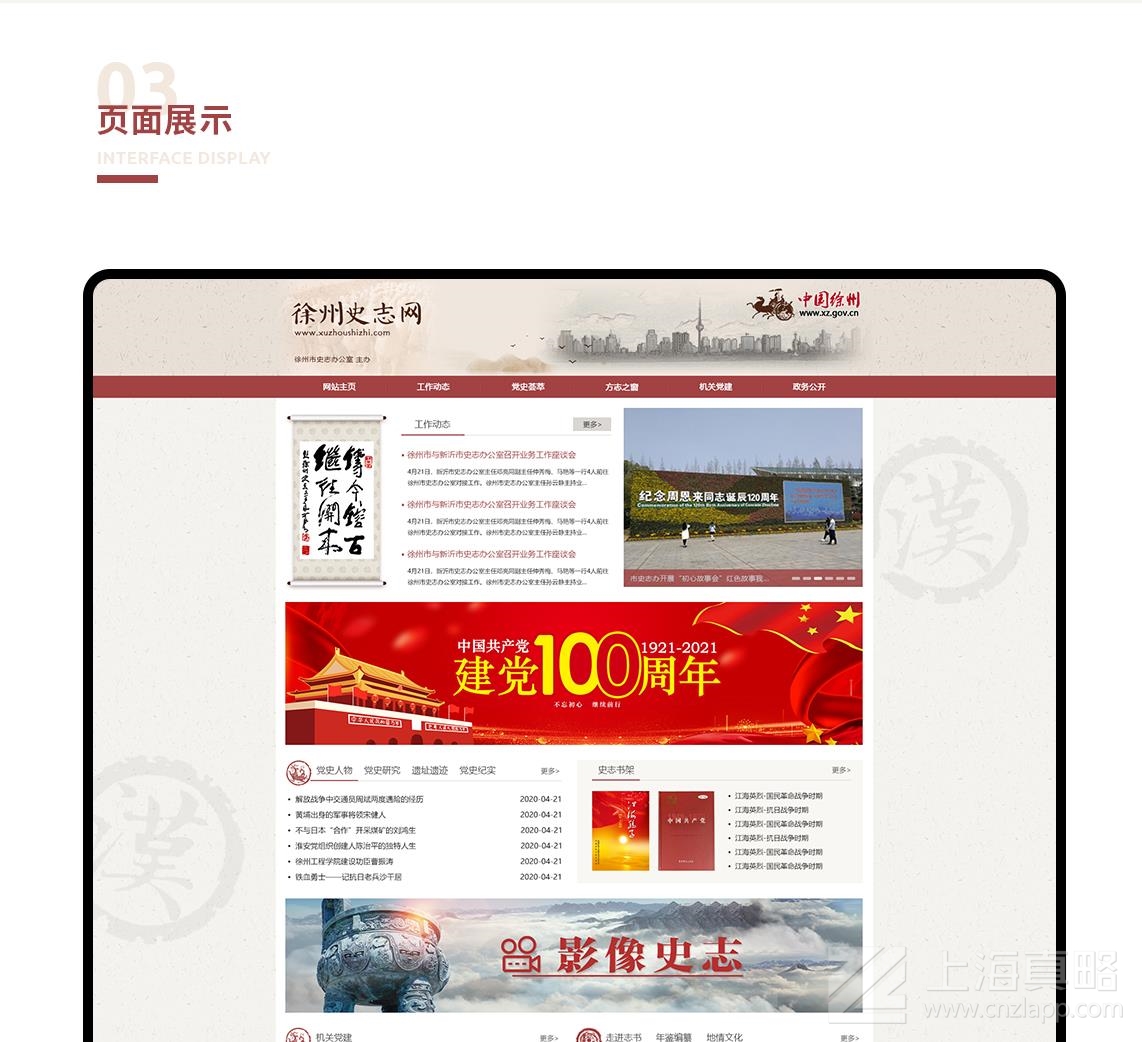 03
页面展示
INTERFACE DISPLAY
徐州史志网
www.xuzhoushizhi.com
徐州市史志办公室 主办
中国徐州
www.xz.gov.cn
网站主页 工作动态 党史荟萃 方志之窗 机关党建 政务公开
工作动态 更多>
徐州市与新沂市史志办公室召开业务工作座谈会
4月21日、新沂市史志办公室主任邓亮同副主任仲秀梅、马艳等一行4人前往
徐州市史志办公室对接工作。徐州市史志办公室主任孙云静主持业...
徐州市与新沂市史志办公室召开业务工作座谈会
4月21日、新沂市史志办公室主任邓亮同副主任仲秀梅、马艳等一行4人前往
徐州市史志办公室对接工作。徐州市史志办公室主任孙云静主持业...
徐州市与新沂市史志办公室召开业务工作座谈会
4月21日、新沂市史志办公室主任邓亮同副主任仲秀梅、马艳等一行4人前往
徐州市史志办公室对接工作。徐州市史志办公室主任孙云静主持业...
纪念周恩来同志诞辰120周年
市史志办开展“初心故事会”红色故事我...
漢
中国共产党 100 1921-2021
建党 周年
不忘初心 继续前行
党史人物 党史研究 遗址遗迹 党史纪实 更多>
解放战争中交通员周斌两度遇险的经历 2020-04-21
黄埔出身的军事将领宋健人 2020-04-21
不与日本“合作”开采煤矿的刘鸿生 2020-04-21
淮安党组织创建人陈治平的独特人生 2020-04-21
徐州工程学院建设功臣曹振涛 2020-04-21
铁血勇士——记抗日老兵沙干居 2020-04-21
史志书架 更多>
中国共产党
江海英烈-国民革命战争时期
江海英烈-抗日战争时期
江海英烈-国民革命战争时期
江海英烈-抗日战争时期
江海英烈-国民革命战争时期
江海英烈-国民革命战争时期
漢
影像史志
机关党建 更多>
走进志书 年鉴编纂 地情文化 更多>
上海真略
www.cnzlapp.com